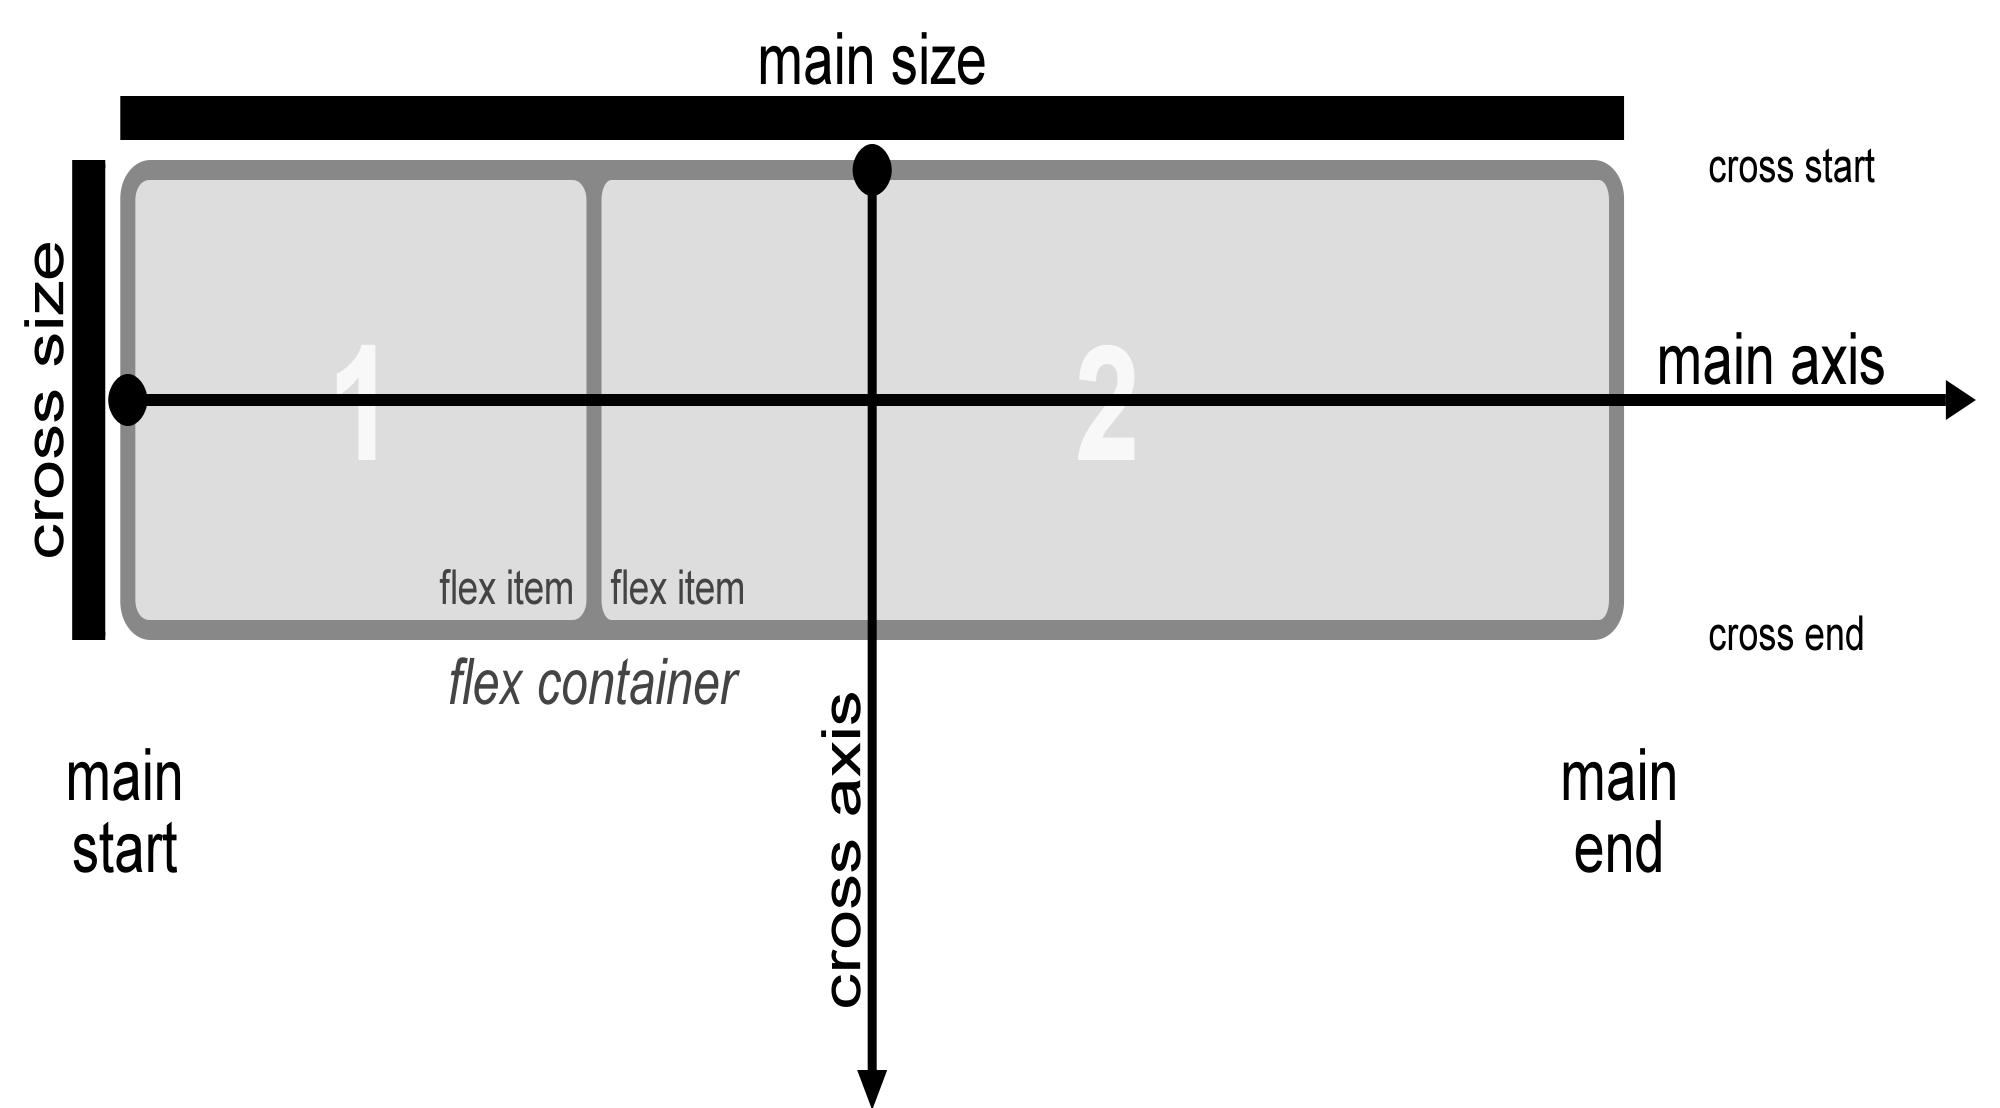 main size
cross start
cross size
1
2
main axis
flex item
flex item
cross end
flex container
cross axis
main
start
main
end